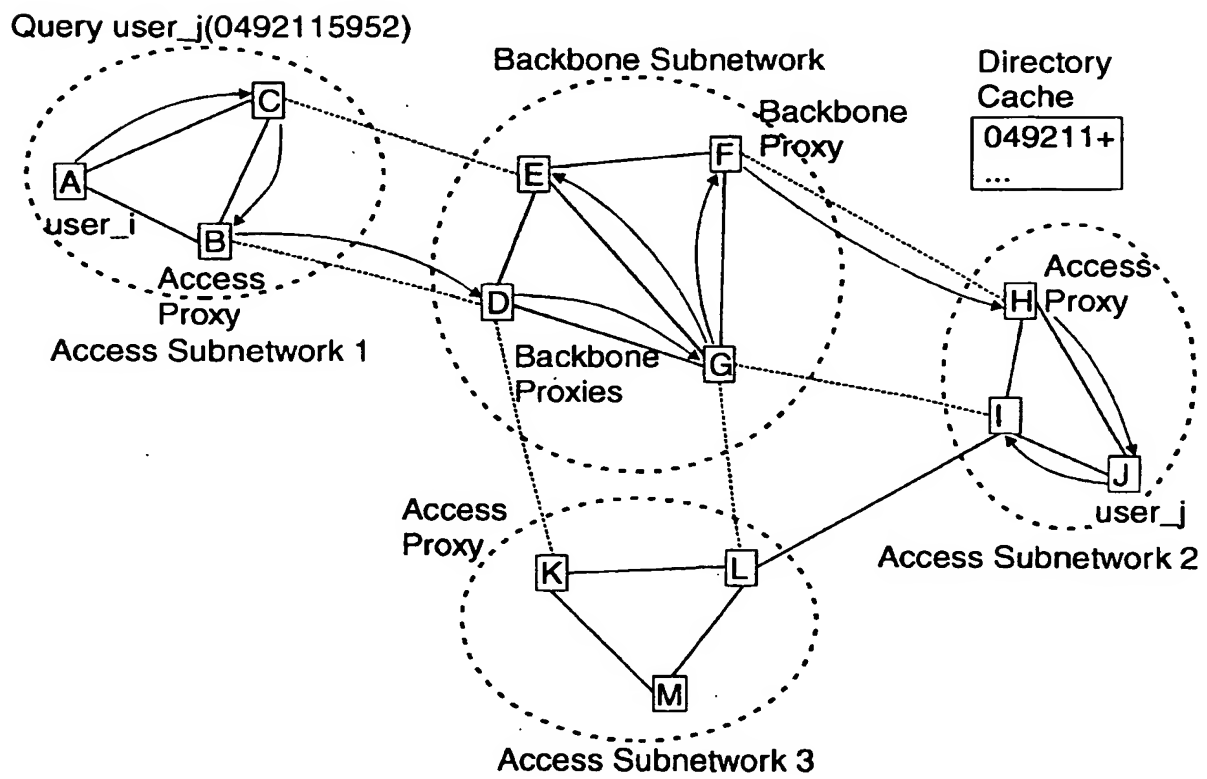 Query user_j(0492115952)
Backbone Subnetwork
Directory
Cache
049211+
...
C
Backbone
Proxy
F
E
A
user_i
B
Access
Proxy
Access Subnetwork 1
D
Backbone
Proxies
G
Access
Proxy
H
I
J
user_j
Access Subnetwork 2
Access
Proxy
K
L
M
Access Subnetwork 3